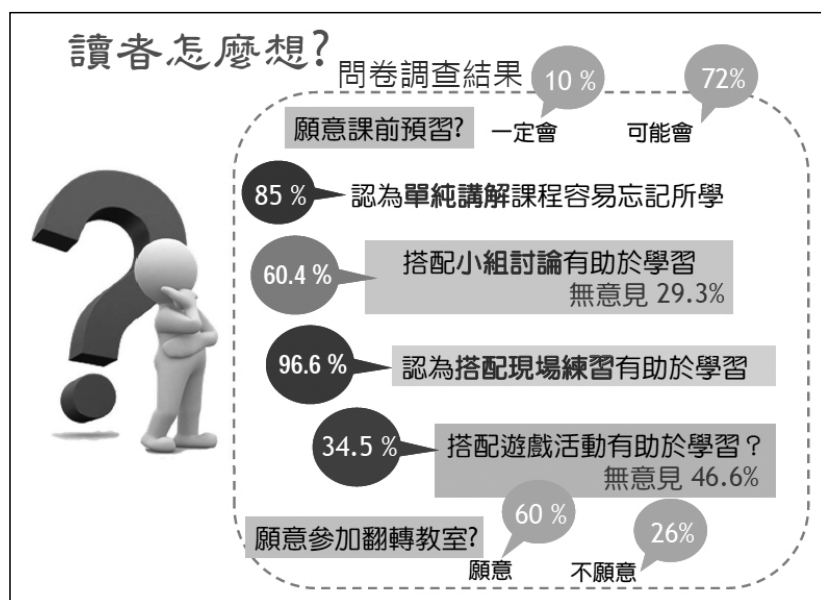 讀者怎麼想?
問卷調查結果
10 %
72%
願意課前預習?
一定會
可能會
85 %
認為單純講解課程容易忘記所學
60.4 %
搭配小組討論有助於學習
無意見 29.3%
96.6 %
認為搭配現場練習有助於學習
34.5 %
搭配遊戲活動有助於學習？
無意見 46.6%
願意參加翻轉教室?
60 %
願意
26%
不願意